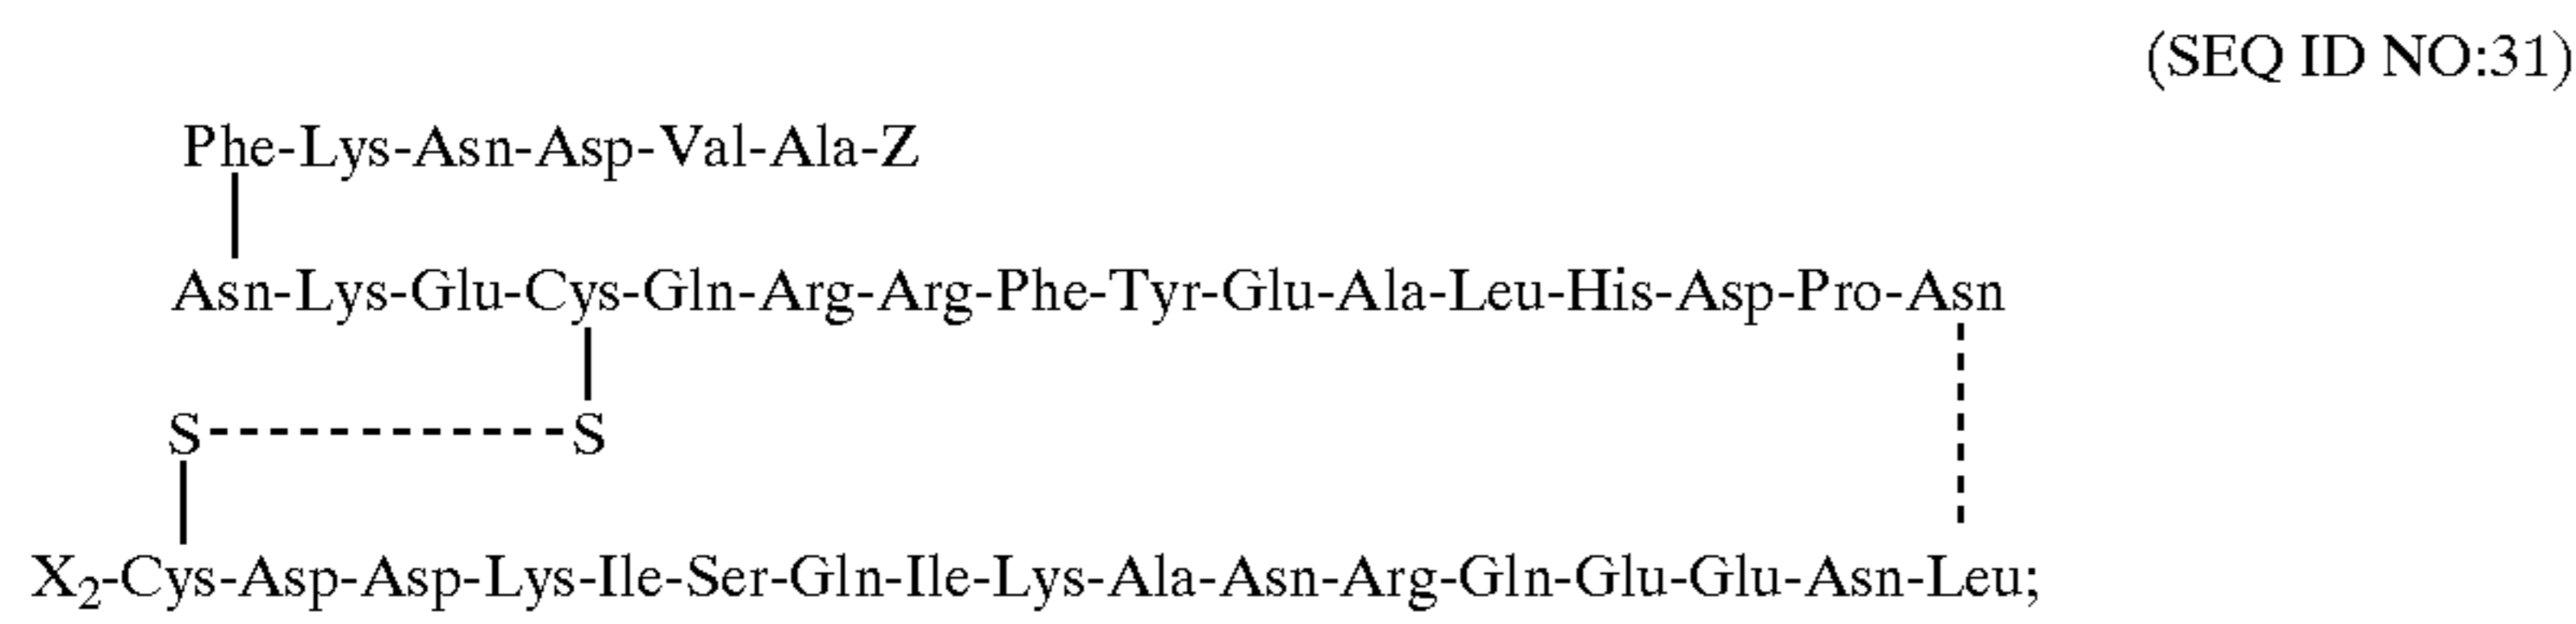 (SEQ ID NO:31)
Phe-Lys-Asn-Asp-Val-Ala-Z
Asn-Lys-Glu-Cys-Gln-Arg-Arg-Phe-Tyr-Glu-Ala-Leu-His-Asp-Pro-Asn
S------------S
X₂-Cys-Asp-Asp-Lys-Ile-Ser-Gln-Ile-Lys-Ala-Asn-Arg-Gln-Glu-Glu-Asn-Leu;